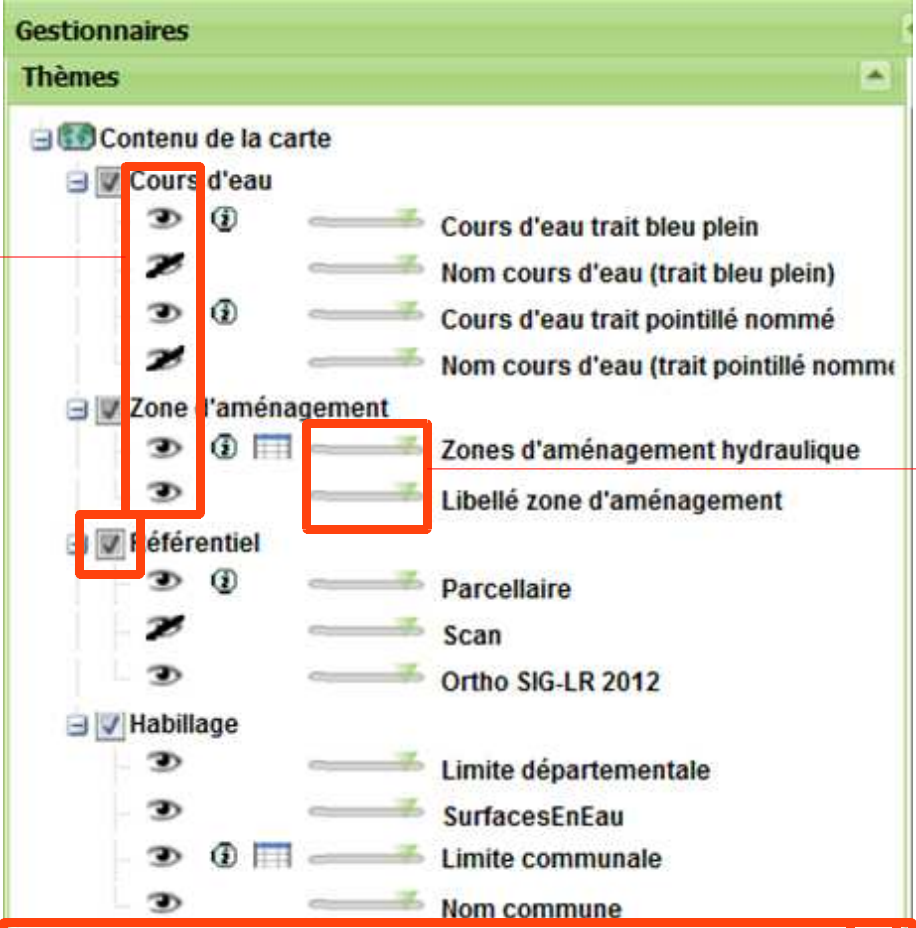 Gestionnaires
Thèmes
Contenu de la carte
Cours d'eau
Cours d'eau trait bleu plein
Nom cours d'eau (trait bleu plein)
Cours d'eau trait pointillé nommé
Nom cours d'eau (trait pointillé nommé
Zone d'aménagement
Zones d'aménagement hydraulique
Libellé zone d'aménagement
Référentiel
Parcellaire
Scan
Ortho SIG-LR 2012
Habillage
Limite départementale
SurfacesEnEau
Limite communale
Nom commune